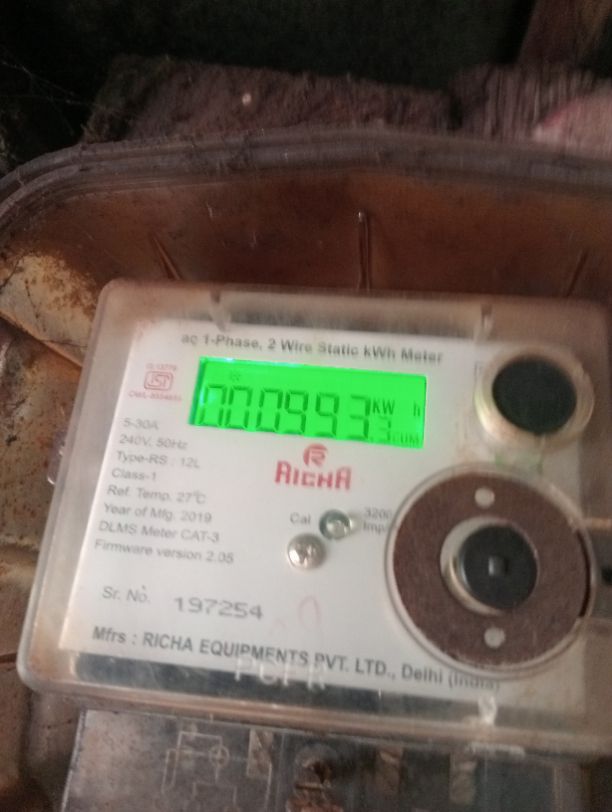 ac 1-Phase, 2 Wire Static kWh Meter
ISI
000993.3 kW h
CUM
5-30A
240V, 50Hz
Type-RS : 12L
Class-1
Ref. Temp. 27°C
Year of Mfg. 2019
DLMS Meter CAT-3
Firmware version 2.05
R
RICHA
Cal
3200
Imp
Sr. No. 197254
Mfrs : RICHA EQUIPMENTS PVT. LTD., Delhi (India)